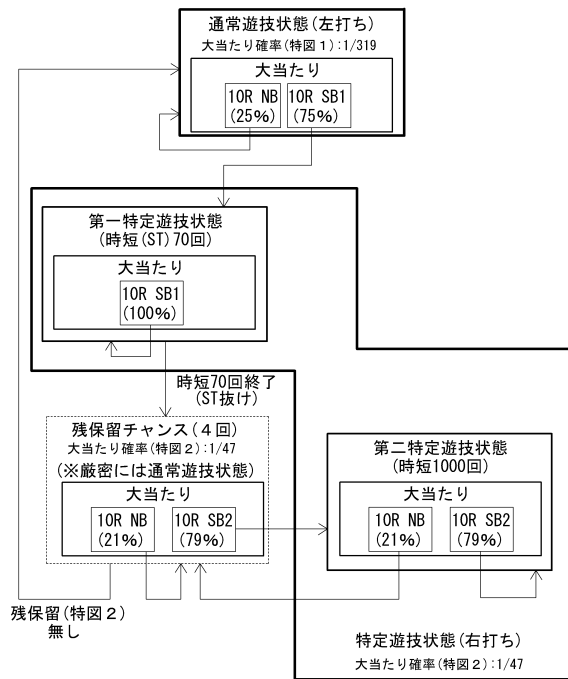 通常遊技状態(左打ち)
大当たり確率(特図1):1/319
大当たり
10R NB
(25%)
10R SB1
(75%)
第一特定遊技状態
(時短(ST)70回)
大当たり
10R SB1
(100%)
時短70回終了
(ST抜け)
残保留チャンス(4回)
大当たり確率(特図2):1/47
(※厳密には通常遊技状態)
大当たり
10R NB
(21%)
10R SB2
(79%)
第二特定遊技状態
(時短1000回)
大当たり
10R NB
(21%)
10R SB2
(79%)
残保留(特図2)
無し
特定遊技状態(右打ち)
大当たり確率(特図2):1/47